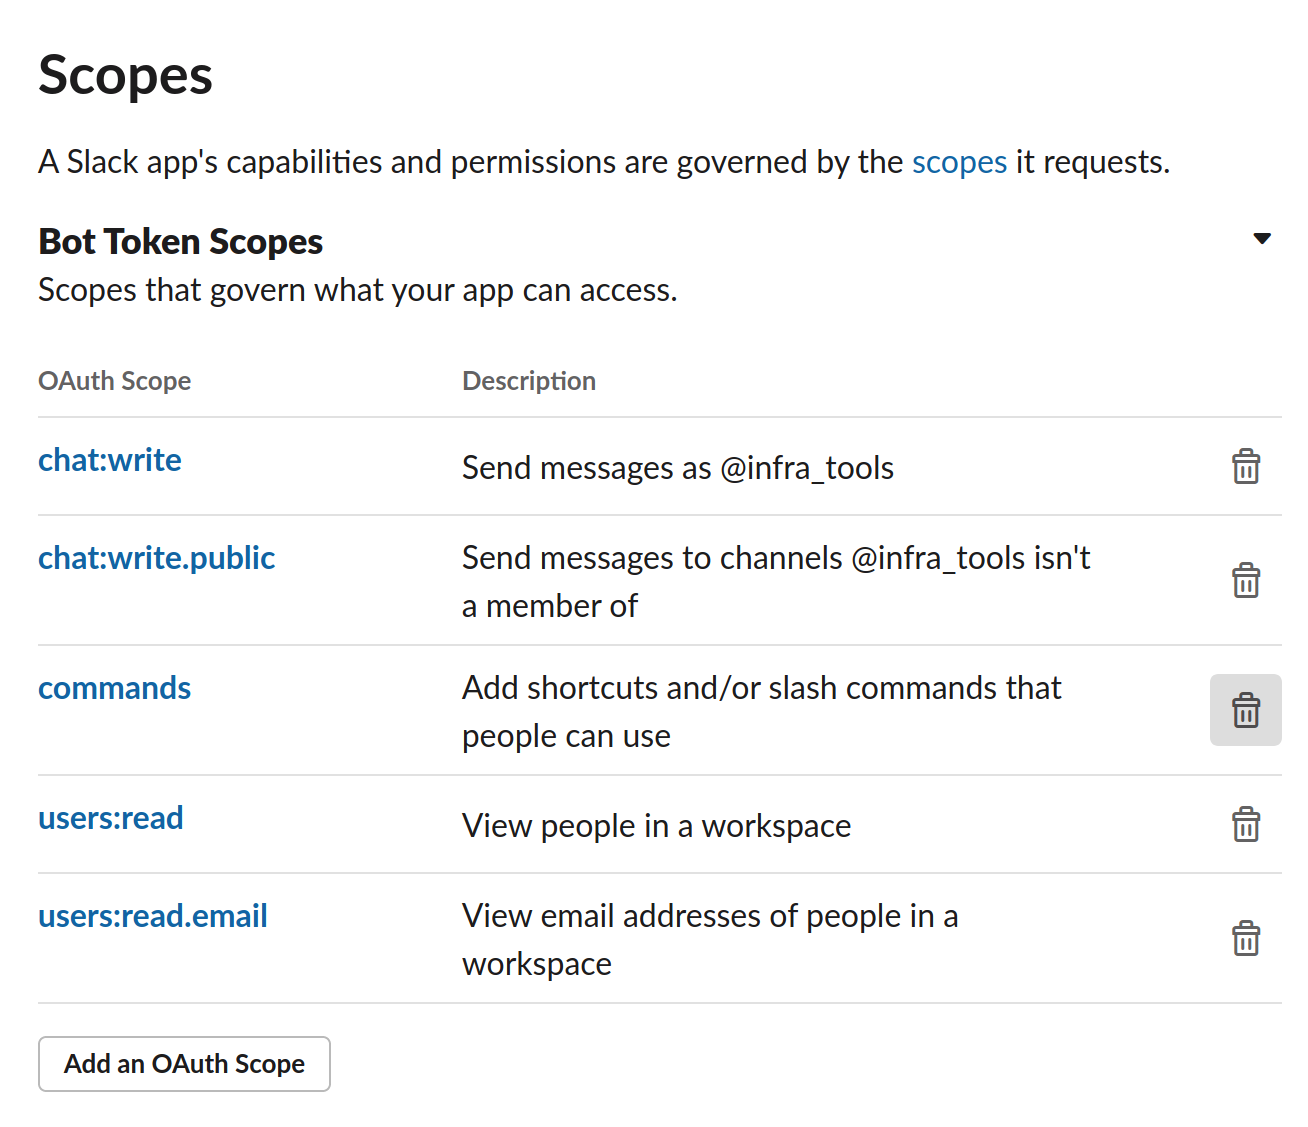 Scopes
A Slack app's capabilities and permissions are governed by the scopes it requests.
Bot Token Scopes
Scopes that govern what your app can access.
OAuth Scope Description
chat:write Send messages as @infra_tools
chat:write.public Send messages to channels @infra_tools isn't
a member of
commands Add shortcuts and/or slash commands that
people can use
users:read View people in a workspace
users:read.email View email addresses of people in a
workspace
Add an OAuth Scope